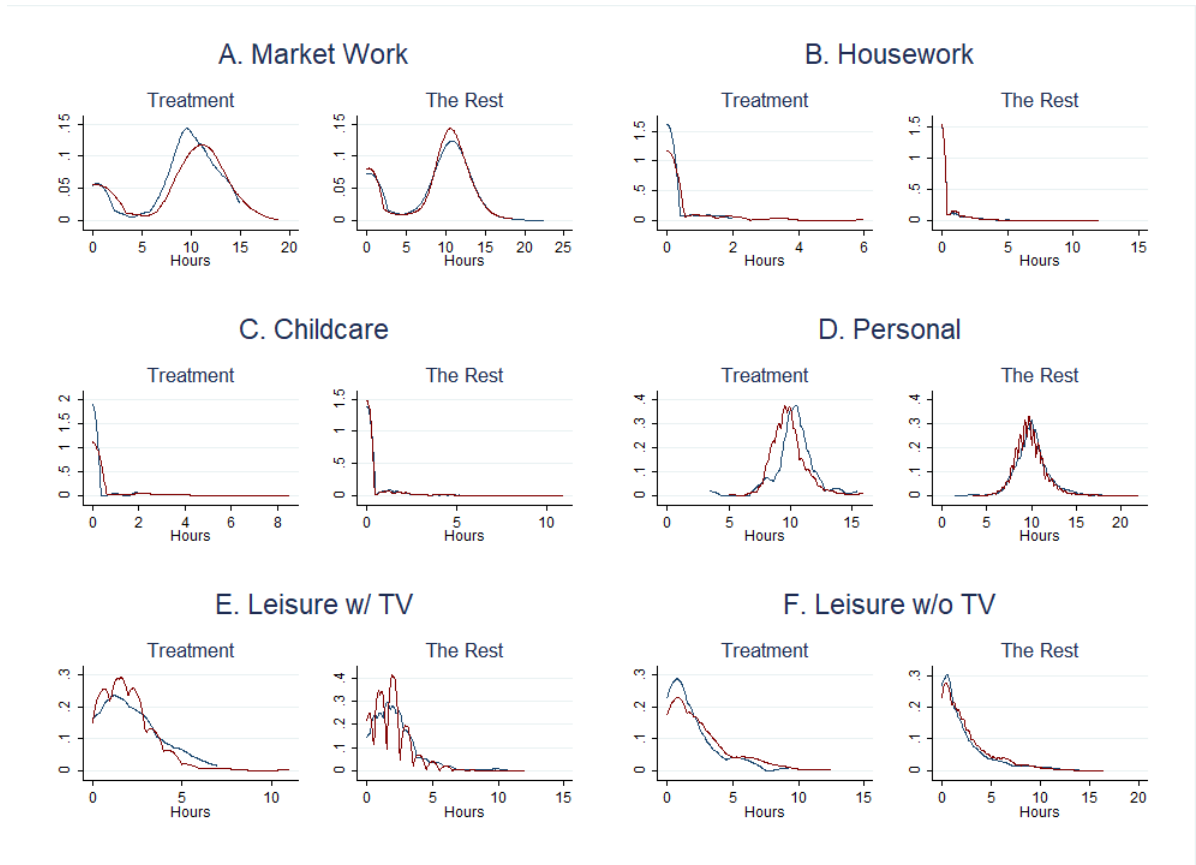 A. Market Work
Treatment
.15
.1
.05
0
0 5 10 15 20
Hours
The Rest
.15
.1
.05
0
0 5 10 15 20 25
Hours
B. Housework
Treatment
1.5
1
.5
0
0 2 4 6
Hours
The Rest
1.5
1
.5
0
0 5 10 15
Hours
C. Childcare
Treatment
2
1.5
1
.5
0
0 2 4 6 8
Hours
The Rest
1.5
1
.5
0
0 5 10
Hours
D. Personal
Treatment
.4
.3
.2
.1
0
0 5 10 15
Hours
The Rest
.4
.3
.2
.1
0
0 5 10 15 20
Hours
E. Leisure w/ TV
Treatment
.3
.2
.1
0
0 5 10
Hours
The Rest
.4
.3
.2
.1
0
0 5 10 15
Hours
F. Leisure w/o TV
Treatment
.3
.2
.1
0
0 5 10 15
Hours
The Rest
.3
.2
.1
0
0 5 10 15 20
Hours